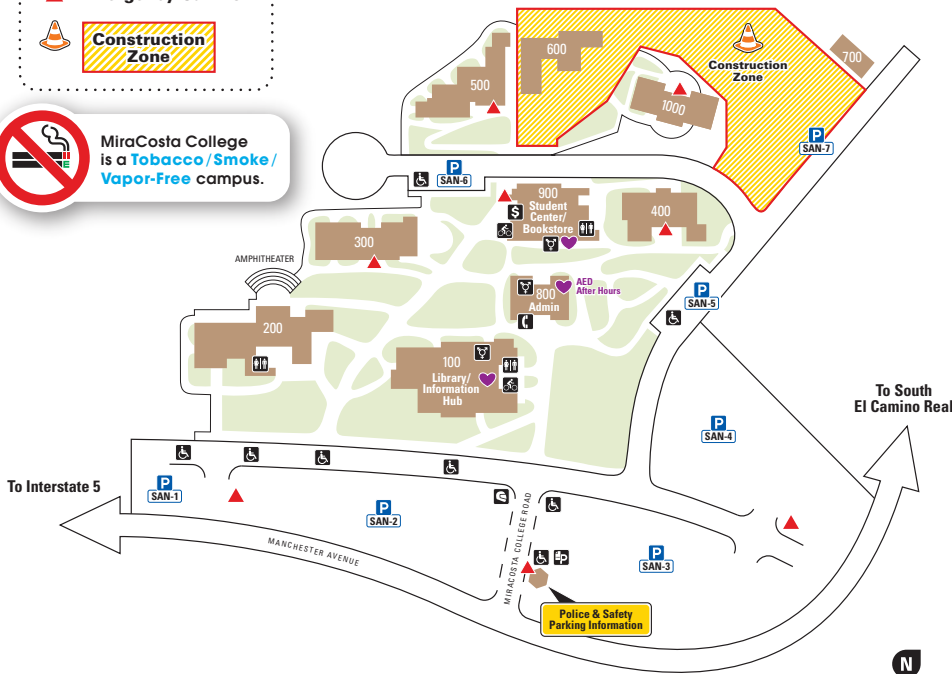 Construction
Zone
MiraCosta College
is a Tobacco/Smoke/
Vapor-Free campus.
E
500
600
Construction
Zone
700
1000
P
SAN-7
P
SAN-6
900
Student
Center/
Bookstore
$
400
300
AMPHITHEATER
AED
After Hours
800
Admin
P
SAN-5
200
100
Library/
Information
Hub
To South
El Camino Real
P
SAN-4
To Interstate 5
P
SAN-1
P
SAN-2
MANCHESTER AVENUE
MIRACOSTA COLLEGE ROAD
P
P
SAN-3
Police & Safety
Parking Information
N